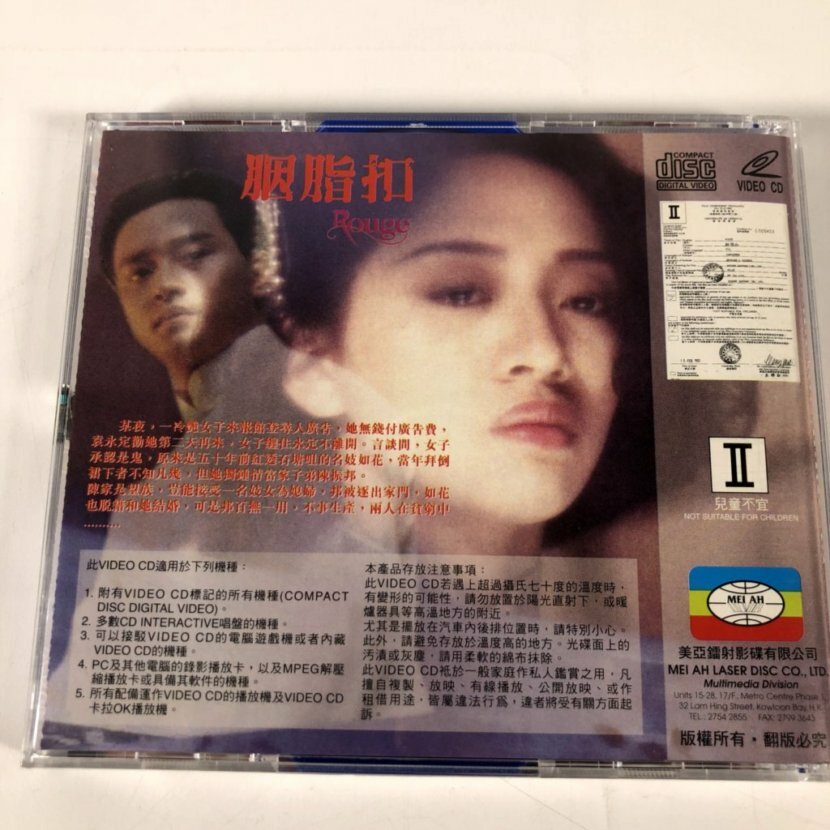 胭脂扣
Rouge
COMPACT
disc
DIGITAL VIDEO
VIDEO CD
II
某夜，一冷艷女子來報館登尋人廣告，她無錢付廣告費，
袁永定勸她第二天再來，女子纏住永定不離開。言談間，女子
承認是鬼，原來是五十年前紅透石塘咀的名妓如花，當年拜倒
裙下者不知凡幾，但她獨鍾情富家子弟陳振邦。
陳家是望族，豈能接受一名妓女為媳婦，邦被逐出家門，如花
也脫籍和她結婚，可是邦百無一用，不事生產，兩人在貧窮中
..........
II
兒童不宜
NOT SUITABLE FOR CHILDREN
此VIDEO CD適用於下列機種：
1. 附有VIDEO CD標記的所有機種(COMPACT
DISC DIGITAL VIDEO)。
2. 多數CD INTERACTIVE唱盤的機種。
3. 可以接駁VIDEO CD的電腦遊戲機或者內藏
VIDEO CD的機種。
4. PC及其他電腦的錄影播放卡，以及MPEG解壓
縮播放卡或具備其軟件的機種。
5. 所有配備運作VIDEO CD的播放機及VIDEO CD
卡拉OK播放機。
本產品存放注意事項：
此VIDEO CD若遇上超過攝氏七十度的溫度時，
有變形的可能性，請勿放置於陽光直射下，或暖
爐器具等高溫地方的附近。
尤其是擺放在汽車內後排位置時，請特別小心。
此外，請避免存放於溫度高的地方。光碟面上的
汚漬或灰塵，請用柔軟的綿布抹除。
此VIDEO CD祗於一般家庭作私人鑑賞之用，凡
擅自複製、放映、有線播放、公開放映、或作
租借用途，皆屬違法行為，違者將受有關方面起
訴。
MEI AH
美亞鐳射影碟有限公司
MEI AH LASER DISC CO., LTD
Multimedia Division
Units 15-28, 17/F., Metro Centre Phase
32 Lam Hing Street, Kowloon Bay, H.K.
TEL.: 2754 2855 FAX: 2799 3643
版權所有・翻版必究